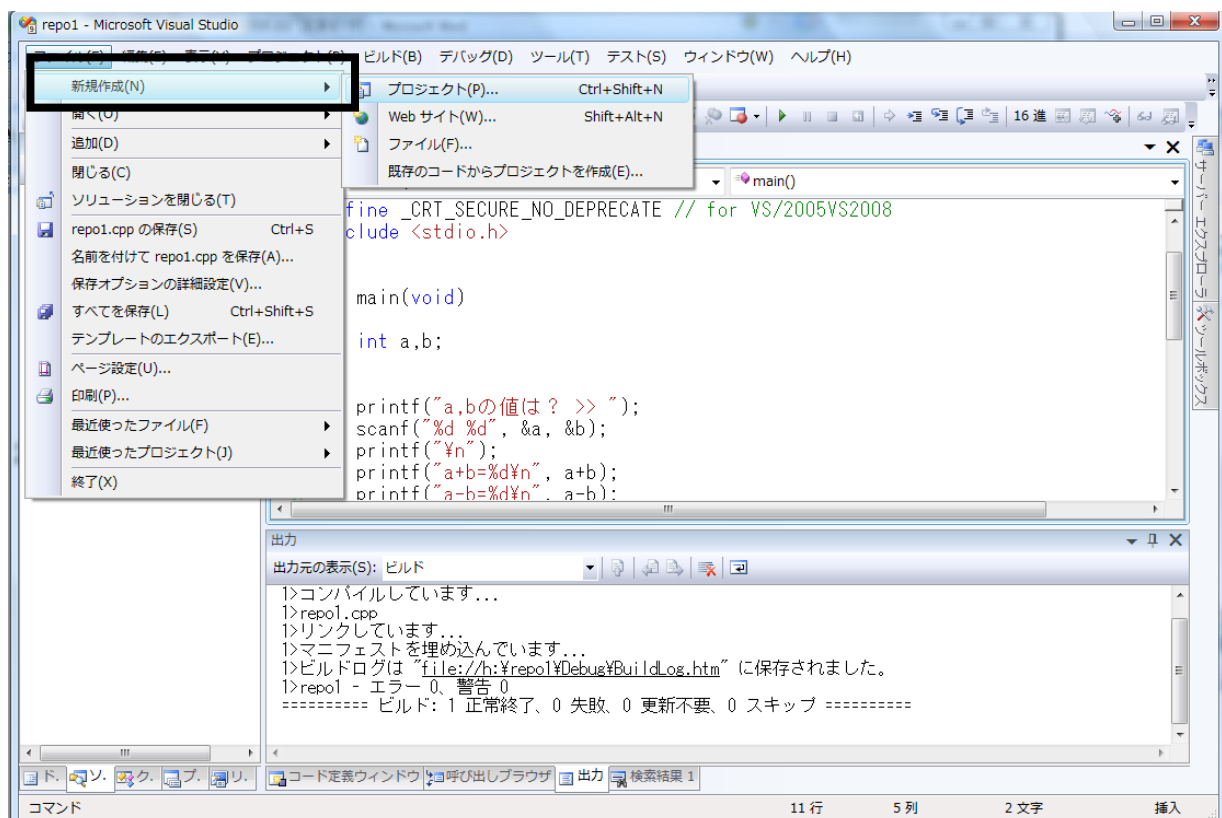 repo1 - Microsoft Visual Studio
ビルド(B) デバッグ(D) ツール(T) テスト(S) ウィンドウ(W) ヘルプ(H)
新規作成(N)
プロジェクト(P)... Ctrl+Shift+N
Web サイト(W)... Shift+Alt+N
ファイル(F)...
既存のコードからプロジェクトを作成(E)...
16 進
開く(O)
追加(D)
閉じる(C)
ソリューションを閉じる(T)
repo1.cpp の保存(S) Ctrl+S
名前を付けて repo1.cpp を保存(A)...
保存オプションの詳細設定(V)...
すべてを保存(L) Ctrl+Shift+S
テンプレートのエクスポート(E)...
ページ設定(U)...
印刷(P)...
最近使ったファイル(F)
最近使ったプロジェクト(J)
終了(X)
main()
fine _CRT_SECURE_NO_DEPRECATE // for VS/2005VS2008
clude <stdio.h>
main(void)
int a,b;
printf("a,bの値は？ >> ");
scanf("%d %d", &a, &b);
printf("¥n");
printf("a+b=%d¥n", a+b);
printf("a-b=%d¥n", a-b);
サーバー エクスプローラ
ツールボックス
出力
出力元の表示(S): ビルド
1>コンパイルしています...
1>repo1.cpp
1>リンクしています...
1>マニフェストを埋め込んでいます...
1>ビルドログは "file://h:¥repo1¥Debug¥BuildLog.htm" に保存されました。
1>repo1 - エラー 0、警告 0
========== ビルド: 1 正常終了、0 失敗、0 更新不要、0 スキップ ==========
ド. ソ. ク. プ. リ. コード定義ウィンドウ 呼び出しブラウザ 出力 検索結果 1
コマンド 11 行 5 列 2 文字 挿入